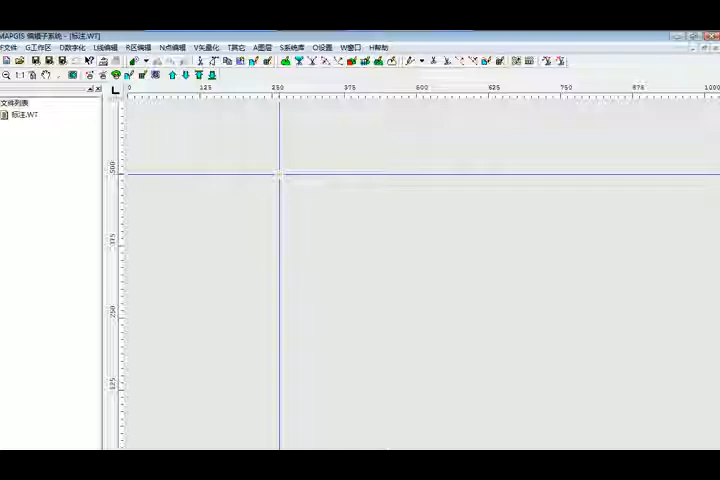 MAPGIS 编辑子系统 - [标注.WT]
F文件 G工作区 D数字化 L线编辑 R区编辑 N点编辑 V矢量化 T其它 A图层 S系统库 O设置 W窗口 H帮助
1:1
文件列表
标注.WT
0 125 250 375 500 625 750 875 1000
500
375
250
125